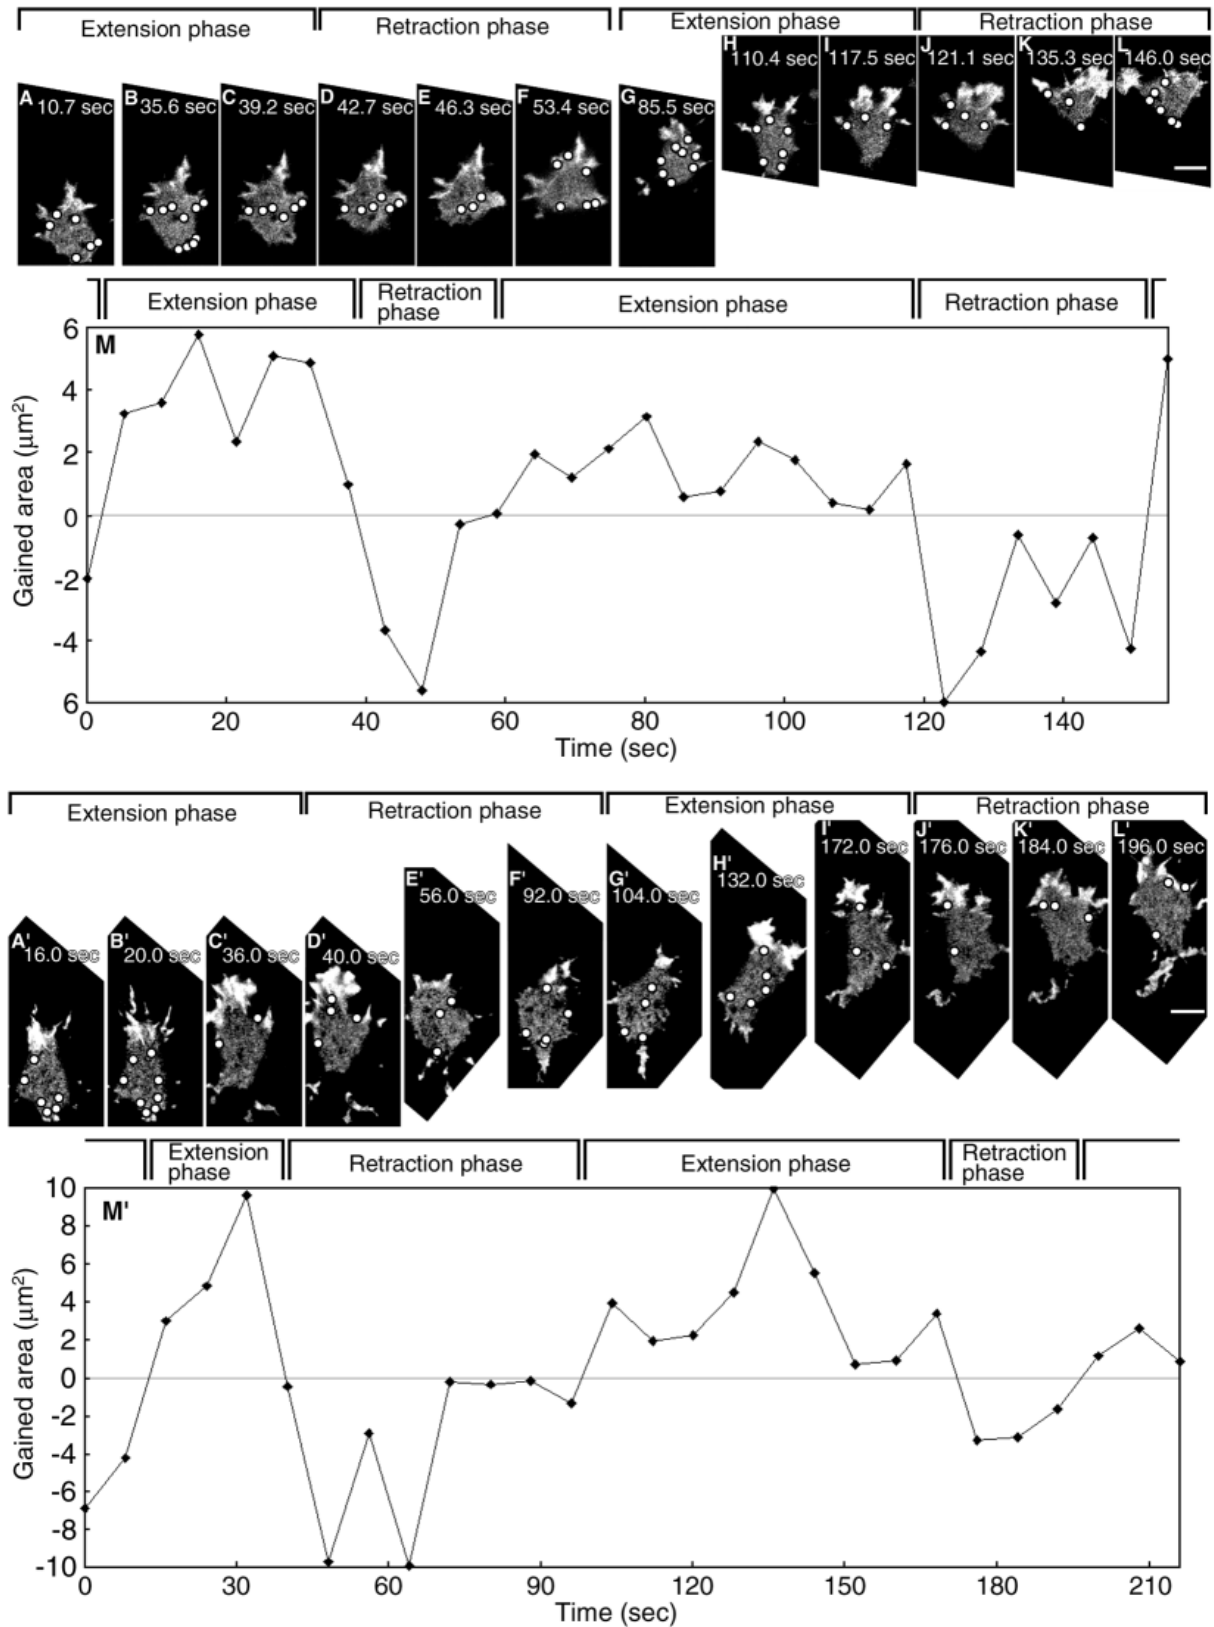 Extension phase
Retraction phase
Extension phase
Retraction phase
A 10.7 sec
B 35.6 sec
C 39.2 sec
D 42.7 sec
E 46.3 sec
F 53.4 sec
G 85.5 sec
H 110.4 sec
I 117.5 sec
J 121.1 sec
K 135.3 sec
L 146.0 sec
Extension phase
Retraction
phase
Extension phase
Retraction phase
M
Gained area (μm²)
6
4
2
0
-2
-4
6
0 20 40 60 80 100 120 140
Time (sec)
Extension phase
Retraction phase
Extension phase
Retraction phase
A' 16.0 sec
B' 20.0 sec
C' 36.0 sec
D' 40.0 sec
E' 56.0 sec
F' 92.0 sec
G' 104.0 sec
H' 132.0 sec
I' 172.0 sec
J' 176.0 sec
K' 184.0 sec
L' 196.0 sec
Extension
phase
Retraction phase
Extension phase
Retraction
phase
M'
Gained area (μm²)
10
8
6
4
2
0
-2
-4
-6
-8
-10
0 30 60 90 120 150 180 210
Time (sec)